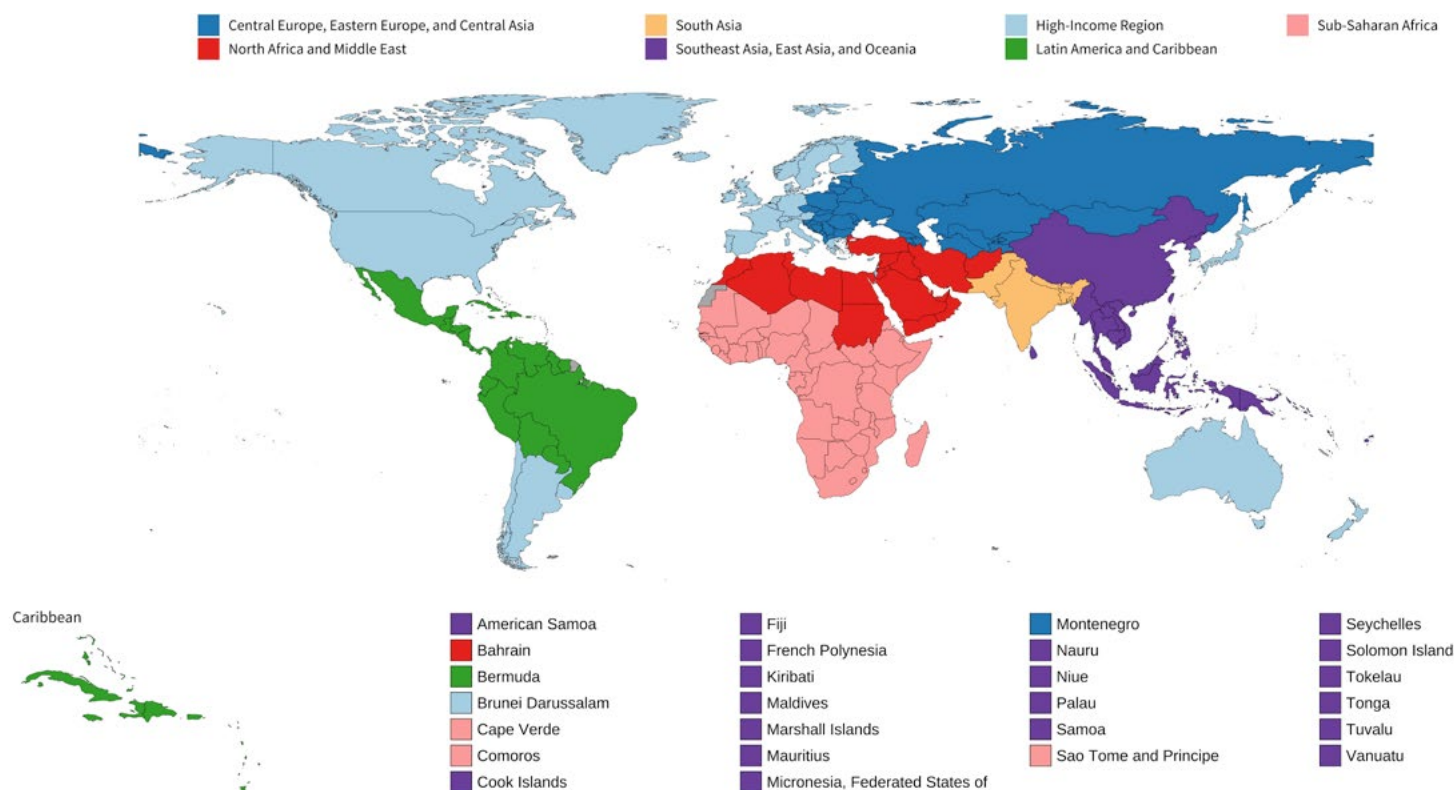 Central Europe, Eastern Europe, and Central Asia
South Asia
High-Income Region
Sub-Saharan Africa
North Africa and Middle East
Southeast Asia, East Asia, and Oceania
Latin America and Caribbean
Caribbean
American Samoa
Bahrain
Bermuda
Brunei Darussalam
Cape Verde
Comoros
Cook Islands
Fiji
French Polynesia
Kiribati
Maldives
Marshall Islands
Mauritius
Micronesia, Federated States of
Montenegro
Nauru
Niue
Palau
Samoa
Sao Tome and Principe
Seychelles
Solomon Island
Tokelau
Tonga
Tuvalu
Vanuatu